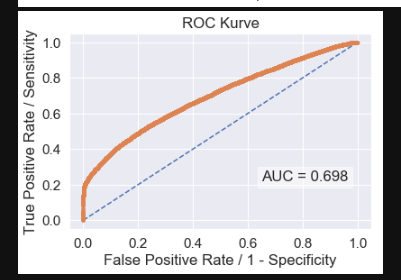 ROC Kurve
True Positive Rate / Sensitivity
1.0
0.8
0.6
0.4
0.2
0.0
AUC = 0.698
0.0 0.2 0.4 0.6 0.8 1.0
False Positive Rate / 1 - Specificity